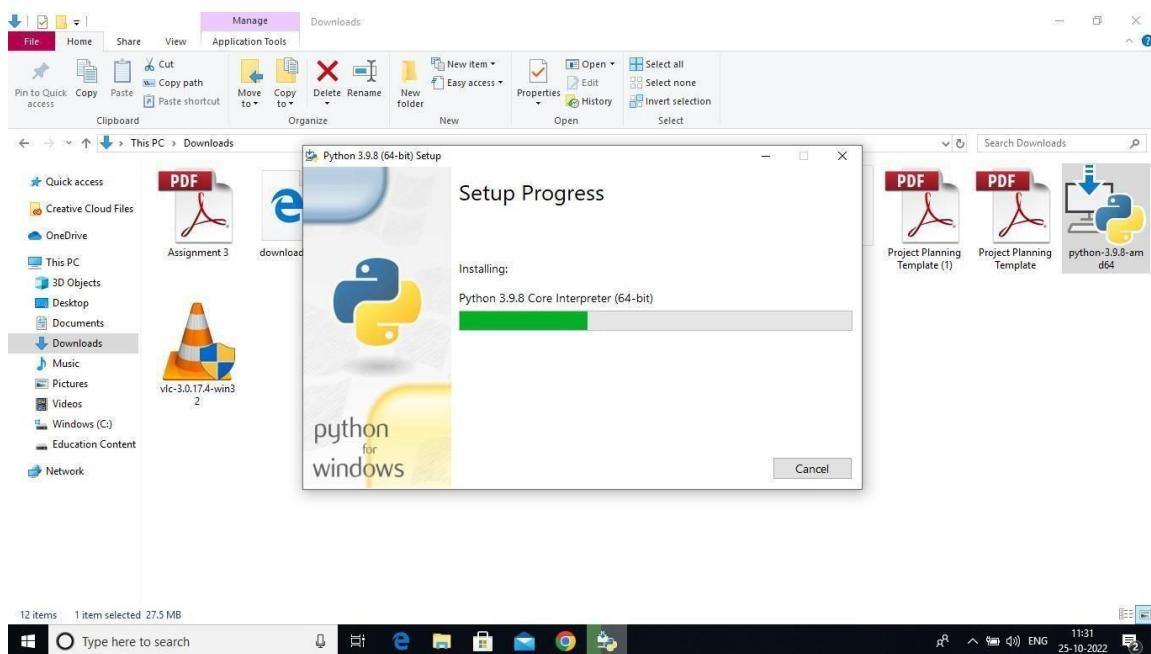 Manage
Downloads
File
Home
Share
View
Application Tools
Pin to Quick
access
Copy
Paste
Cut
Copy path
Paste shortcut
Move
to
Copy
to
Delete
Rename
New
folder
New item
Easy access
Properties
Open
Edit
History
Select all
Select none
Invert selection
Clipboard
Organize
New
Open
Select
This PC > Downloads
Search Downloads
Quick access
Creative Cloud Files
OneDrive
This PC
3D Objects
Desktop
Documents
Downloads
Music
Pictures
Videos
Windows (C:)
Education Content
Network
PDF
Assignment 3
download
vlc-3.0.17.4-win3
2
Python 3.9.8 (64-bit) Setup
Setup Progress
Installing:
Python 3.9.8 Core Interpreter (64-bit)
python
for
windows
Cancel
PDF
Project Planning
Template (1)
PDF
Project Planning
Template
python-3.9.8-am
d64
12 items
1 item selected 27.5 MB
Type here to search
ENG
11:31
25-10-2022
2